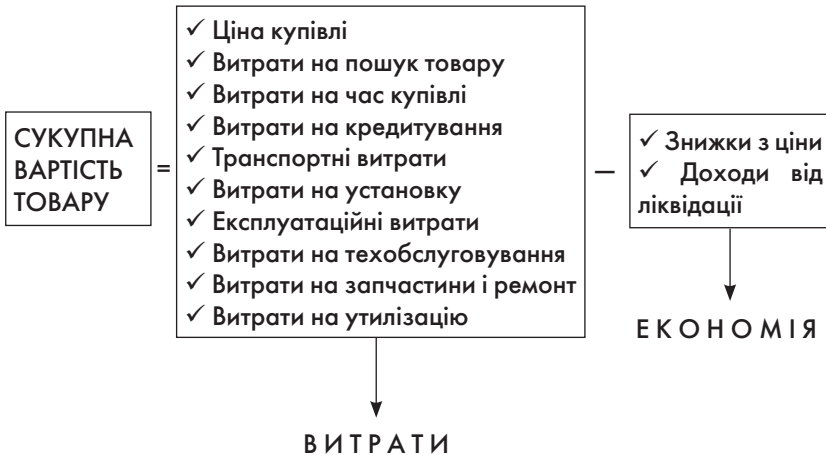 СУКУПНА
ВАРТІСТЬ
ТОВАРУ
=
✓ Ціна купівлі
✓ Витрати на пошук товару
✓ Витрати на час купівлі
✓ Витрати на кредитування
✓ Транспортні витрати
✓ Витрати на установку
✓ Експлуатаційні витрати
✓ Витрати на техобслуговування
✓ Витрати на запчастини і ремонт
✓ Витрати на утилізацію
—
✓ Знижки з ціни
✓ Доходи від
ліквідації
ЕКОНОМІЯ
ВИТРАТИ